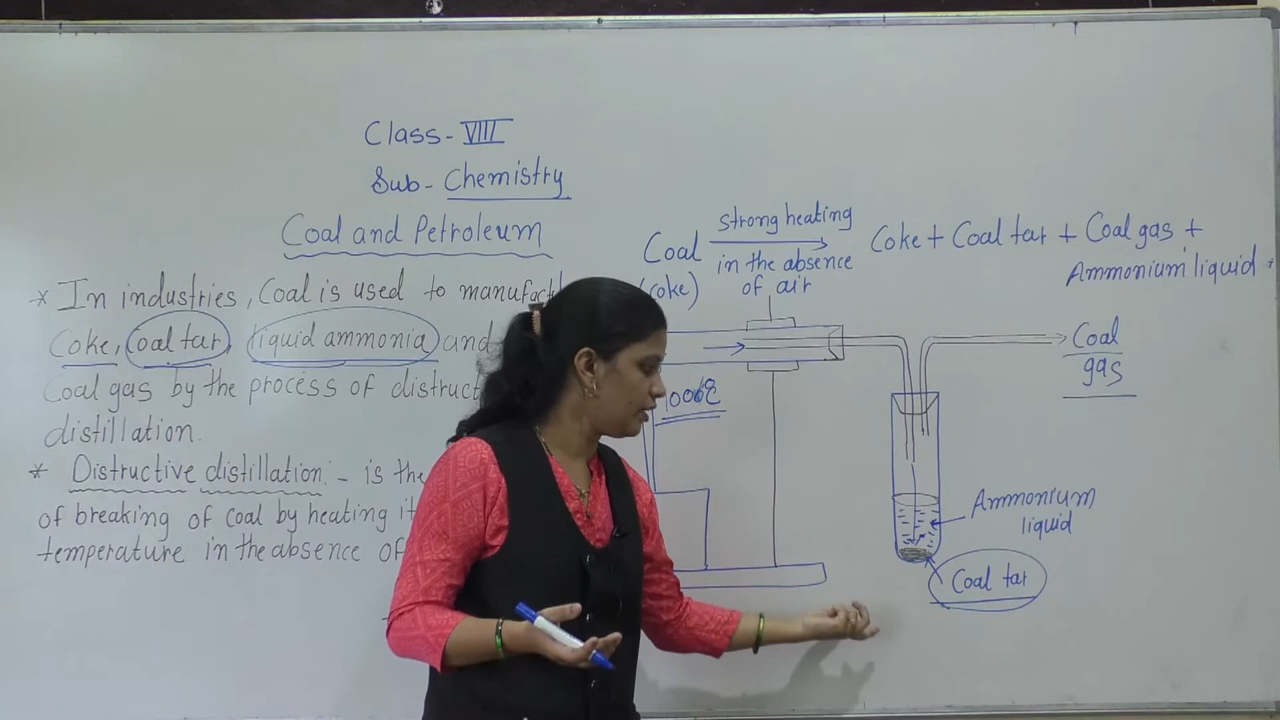 Class - VIII
Sub - Chemistry
Coal and Petroleum
* In industries, Coal is used to
Coke, coal tar, liquid ammonia and
Coal gas by the process of
distillation.
* Distructive distillation :- is the
of breaking of coal by heating it
temperature in the absence of
Coal strong heating in the absence of air Coke + Coal tar + Coal gas +
Ammonium liquid
(coke)
Coal
gas
Ammonium
liquid
Coal tar